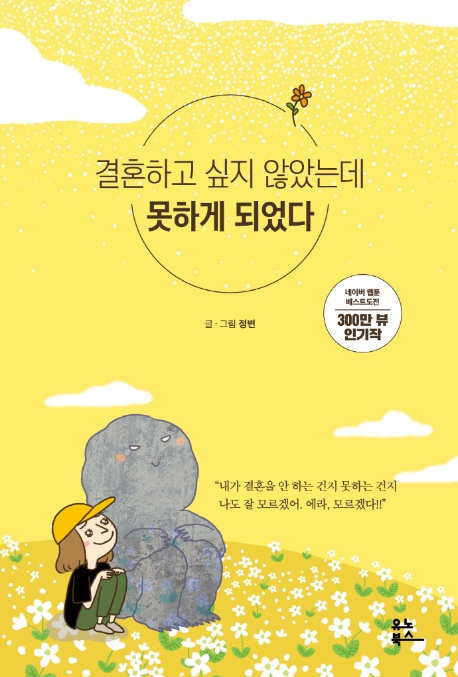 결혼하고 싶지 않았는데
못하게 되었다
글·그림 정변
네이버 웹툰
베스트도전
300만 뷰
인기작
“내가 결혼을 안 하는 건지 못하는 건지
나도 잘 모르겠어. 에라, 모르겠다!!”
유노
북스